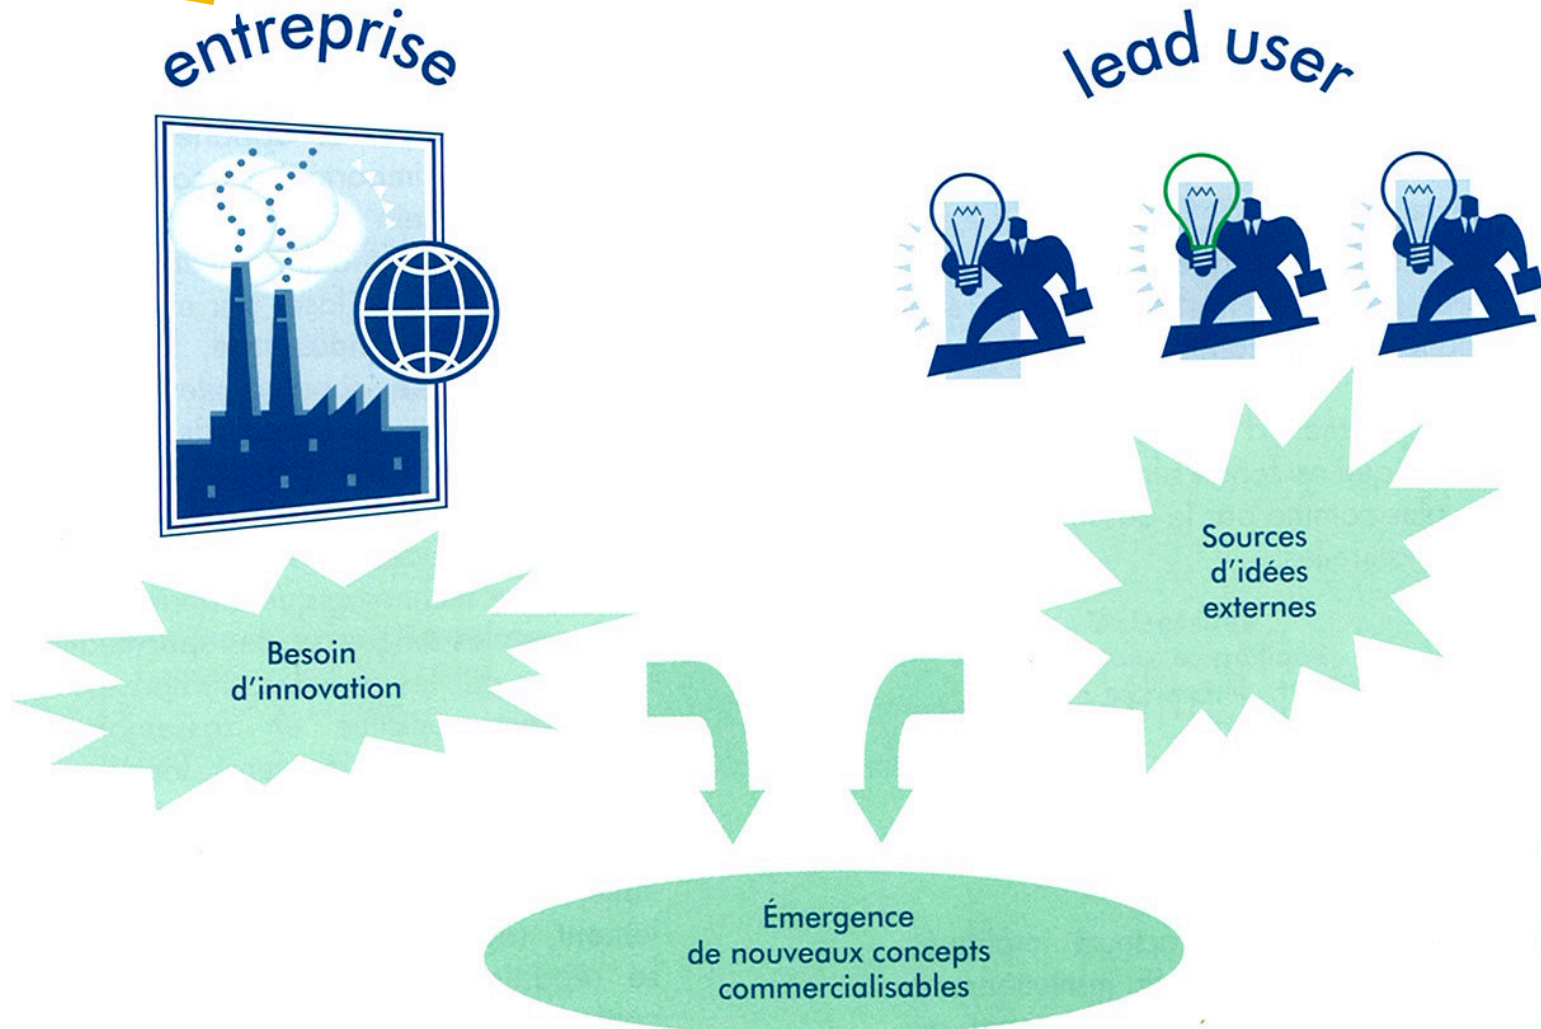 entreprise
lead user
Sources
d'idées
externes
Besoin
d'innovation
Émergence
de nouveaux concepts
commercialisables